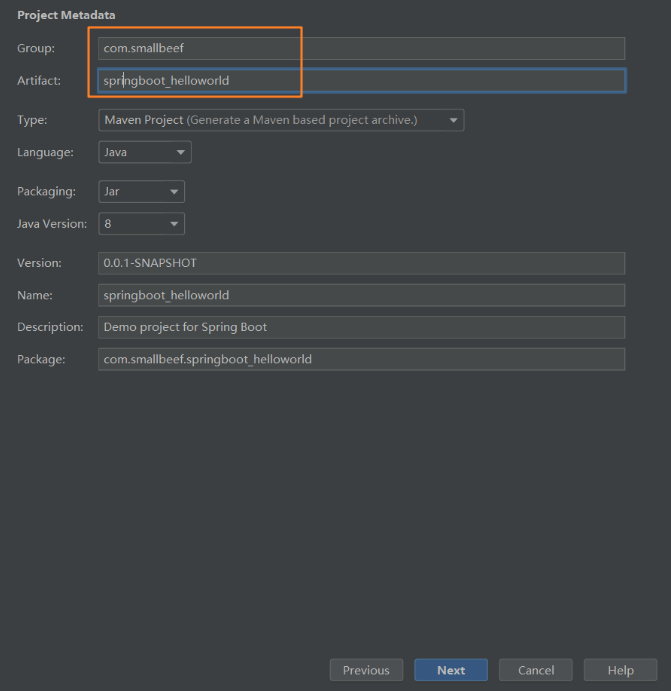 Project Metadata
Group: com.smallbeef
Artifact: springboot_helloworld
Type: Maven Project (Generate a Maven based project archive.)
Language: Java
Packaging: Jar
Java Version: 8
Version: 0.0.1-SNAPSHOT
Name: springboot_helloworld
Description: Demo project for Spring Boot
Package: com.smallbeef.springboot_helloworld
Previous Next Cancel Help